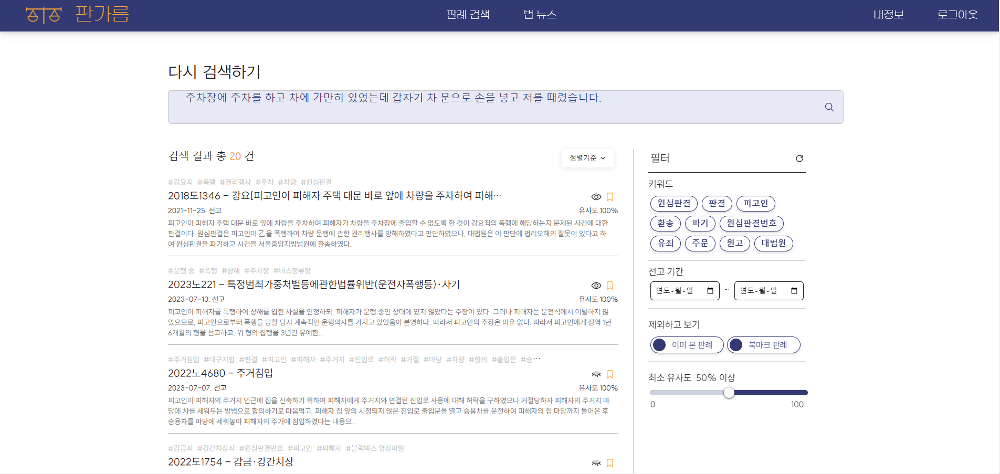 판가름
판례 검색
법 뉴스
내정보
로그아웃
다시 검색하기
주차장에 주차를 하고 차에 가만히 있었는데 갑자기 차 문으로 손을 넣고 저를 때렸습니다.
검색 결과 총 20 건
정렬기준
#강요죄 #폭행 #권리행사 #주차 #차량 #원심판결
2018도1346 - 강요[피고인이 피해자 주택 대문 바로 앞에 차량을 주차하여 피해…
2021-11-25. 선고
유사도 100%
피고인이 피해자 주택 대문 바로 앞에 차량을 주차하여 피해자가 차량을 주차장에 출입할 수 없도록 한 것이 강요죄의 폭행에 해당하는지 문제된 사건에 대한
판결이다. 원심판결은 피고인이 乙을 폭행하여 차량 운행에 관한 권리행사를 방해하였다고 판단하였으나, 대법원은 이 판단에 법리오해의 잘못이 있다고 하
여 원심판결을 파기하고 사건을 서울중앙지방법원에 환송하였다.
#운행 중 #폭행 #상해 #주차장 #버스정류장
2023노221 - 특정범죄가중처벌등에관한법률위반(운전자폭행등)·사기
2023-07-13. 선고
유사도 100%
피고인이 피해자를 폭행하여 상해를 입힌 사실을 인정하되, 피해자가 운행 중인 상태에 있지 않았다는 주장이 있다. 그러나 피해자는 운전석에서 이탈하지 않
았으므로, 피고인으로부터 폭행을 당할 당시 계속적인 운행의사를 가지고 있었음이 분명하다. 따라서 피고인의 주장은 이유 없다. 따라서 피고인에게 징역 1년
6개월의 형을 선고하고, 위 형의 집행을 3년간 유예한...
#주거침입 #대구지법 #판결 #피고인 #피해자 #주거지 #진입로 #허락 #거절 #마당 #차량 #항의 #출입문 #승…
2022노4680 - 주거침입
2023-07-07. 선고
유사도 100%
피고인이 피해자의 주거지 인근에 집을 신축하기 위하여 피해자에게 주거지와 연결된 진입로 사용에 대해 허락을 구하였으나 거절당하자 피해자의 주거지 마
당에 차를 세워두는 방법으로 항의하기로 마음먹고, 피해자 집 앞의 시정되지 않은 진입로 출입문을 열고 승용차를 운전하여 피해자의 집 마당까지 들어온 후
승용차를 마당에 세워놓아 피해자의 주거에 침입하였다는 내용으...
#감금죄 #강간치상죄 #원심판결번호 #피고인 #피해자 #블랙박스 영상파일
2022도1754 - 감금·강간치상
필터
키워드
원심판결 판결 피고인
환송 파기 원심판결번호
유죄 주문 원고 대법원
선고 기간
연도-월-일 ~ 연도-월-일
제외하고 보기
이미 본 판례 북마크 판례
최소 유사도 50% 이상
0 100